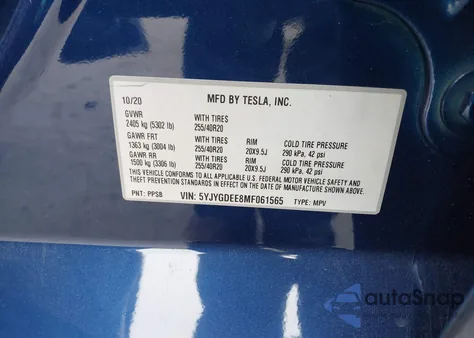 10/20 MFD BY TESLA, INC.
GVWR WITH TIRES
2405 kg (5302 lb) 255/40R20
GAWR FRT WITH TIRES RIM COLD TIRE PRESSURE
1363 kg (3004 lb) 255/40R20 20X9.5J 290 kPa, 42 psi
GAWR RR WITH TIRES RIM COLD TIRE PRESSURE
1500 kg (3306 lb) 255/40R20 20X9.5J 290 kPa, 42 psi
THIS VEHICLE CONFORMS TO ALL APPLICABLE
U.S. FEDERAL MOTOR VEHICLE SAFETY AND
THEFT PREVENTION STANDARDS IN EFFECT ON THE DATE OF MANUFACTURE SHOWN
ABOVE.
PNT: PPSB VIN: 5YJYGDEE8MF061565 TYPE: MPV
autoSnap